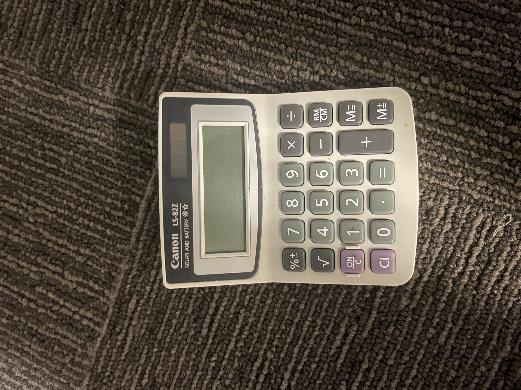 Canon LS-82Z
SOLAR AND BATTERY
%± 7 8 9 × ÷
√ 4 5 6 − RM CM
ON/C 1 2 3 + M=
CI 0 . = M±